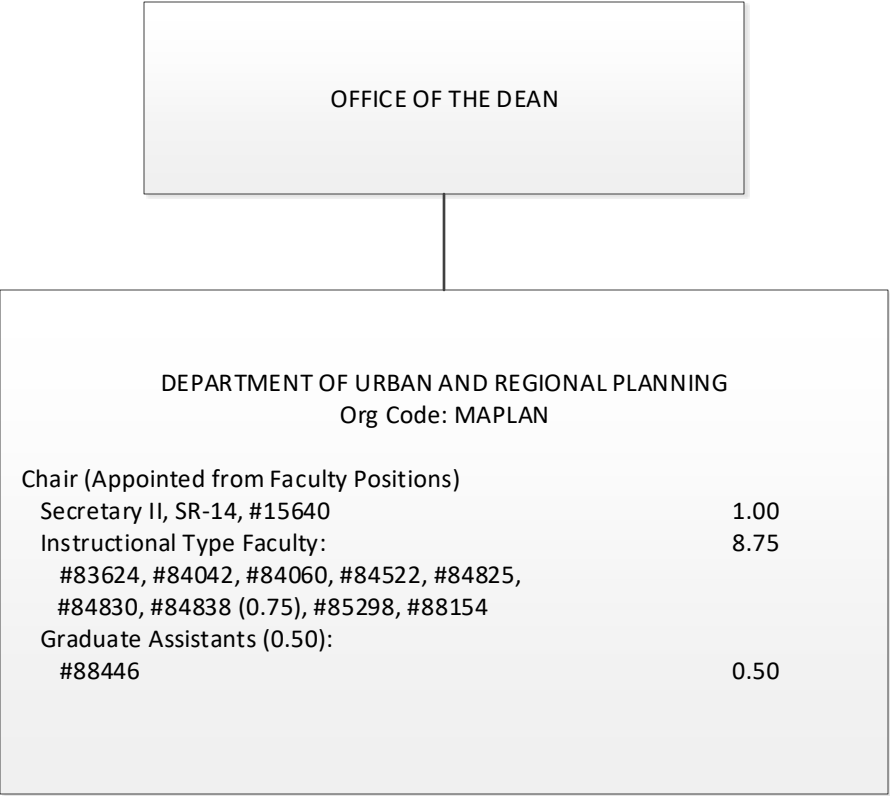 OFFICE OF THE DEAN
DEPARTMENT OF URBAN AND REGIONAL PLANNING
Org Code: MAPLAN
Chair (Appointed from Faculty Positions)
Secretary II, SR-14, #15640 1.00
Instructional Type Faculty: 8.75
#83624, #84042, #84060, #84522, #84825,
#84830, #84838 (0.75), #85298, #88154
Graduate Assistants (0.50):
#88446 0.50